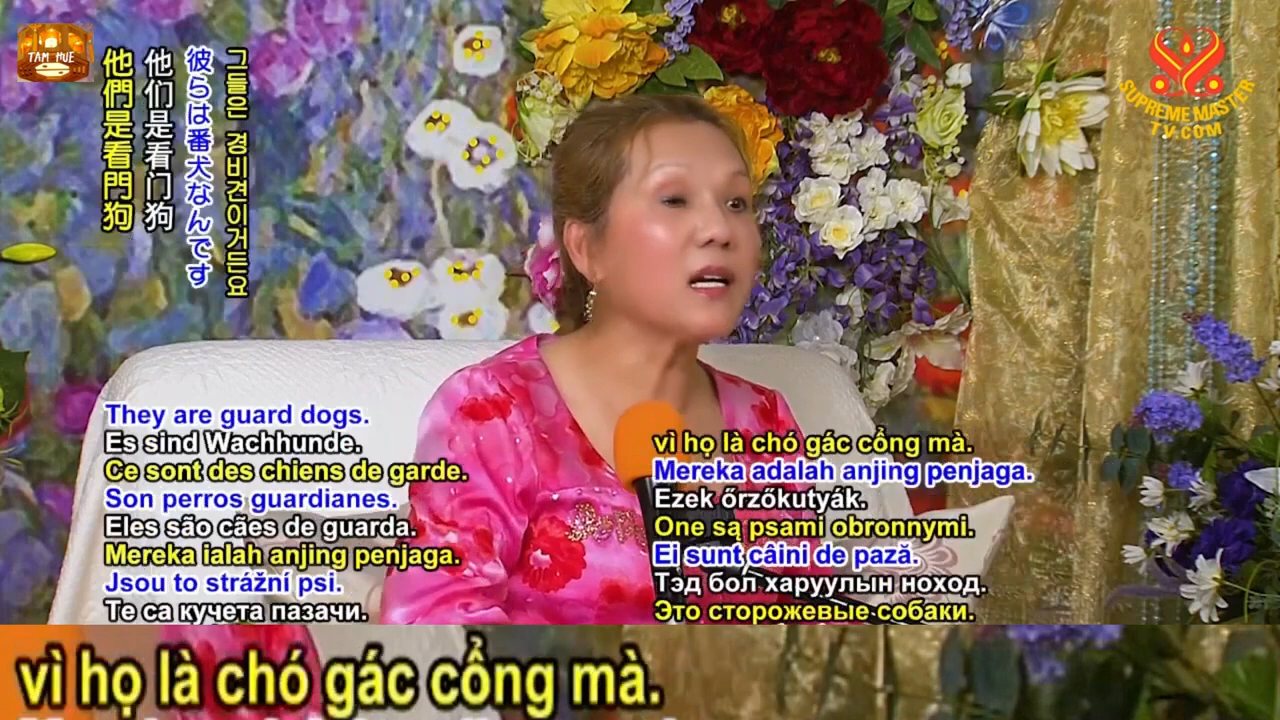 TAM HUE
他們是看門狗
他们是看门狗
彼らは番犬なんです
그들은 경비견이거든요
SUPREME MASTER
TV.COM
They are guard dogs.
Es sind Wachhunde.
Ce sont des chiens de garde.
Son perros guardianes.
Eles são cães de guarda.
Mereka ialah anjing penjaga.
Jsou to strážní psi.
Те са кучета пазачи.
vì họ là chó gác cổng mà.
Mereka adalah anjing penjaga.
Ezek őrzőkutyák.
One są psami obronnymi.
Ei sunt câini de pază.
Тэд бол харуулын ноход.
Это сторожевые собаки.
vì họ là chó gác cổng mà.